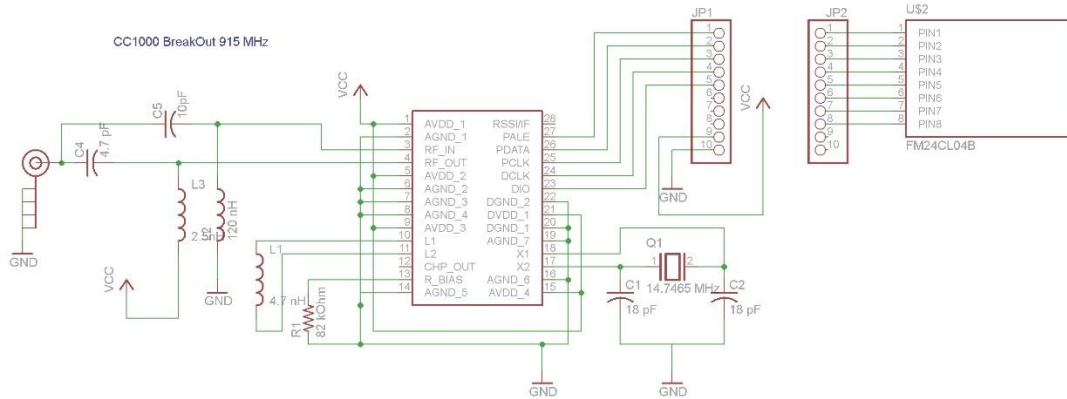 CC1000 BreakOut 915 MHz
GND
C4
4.7 pF
C5
10pF
VCC
L3
2.5nH
120 nH
GND
L1
4.7 nH
R1
82 kOhm
VCC
1 AVDD_1
2 AGND_1
3 RF_IN
4 RF_OUT
5 AVDD_2
6 AGND_2
7 AGND_3
8 AGND_4
9 AVDD_3
10 L1
11 L2
12 CHP_OUT
13 R_BIAS
14 AGND_5
RSSI/IF 28
PALE 27
PDATA 26
PCLK 25
DCLK 24
DIO 23
DGND_2 22
DVDD_1 21
DGND_1 20
AGND_7 19
X1 18
X2 17
AGND_6 16
AVDD_4 15
GND
Q1
1 2
14.7465 MHz
C1
18 pF
C2
18 pF
GND
JP1
1
2
3
4
5
6
7
8
9
10
GND
VCC
JP2
1
2
3
4
5
6
7
8
9
10
U$2
1 PIN1
2 PIN2
3 PIN3
4 PIN4
5 PIN5
6 PIN6
7 PIN7
8 PIN8
FM24CL04B